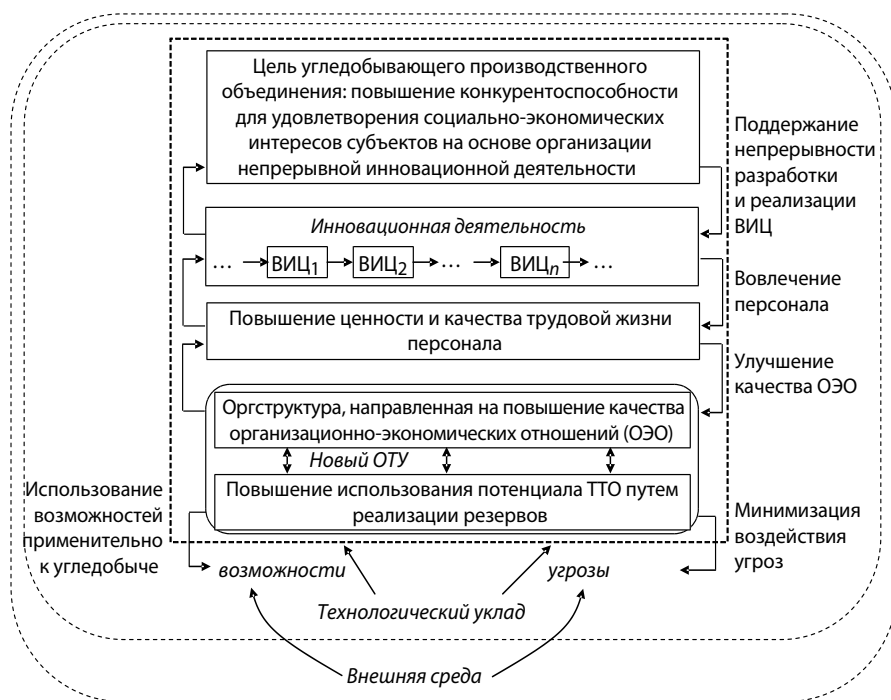 Цель угледобывающего производственного
объединения: повышение конкурентоспособности
для удовлетворения социально-экономических
интересов субъектов на основе организации
непрерывной инновационной деятельности
Поддержание
непрерывности
разработки
и реализации
ВИЦ
Инновационная деятельность
... ВИЦ1 ВИЦ2 ... ВИЦn ...
Вовлечение
персонала
Повышение ценности и качества трудовой жизни
персонала
Улучшение
качества ОЭО
Оргструктура, направленная на повышение качества
организационно-экономических отношений (ОЭО)
Новый ОТУ
Повышение использования потенциала ТТО путем
реализации резервов
Использование
возможностей
применительно
к угледобыче
Минимизация
воздействия
угроз
возможности угрозы
Технологический уклад
Внешняя среда